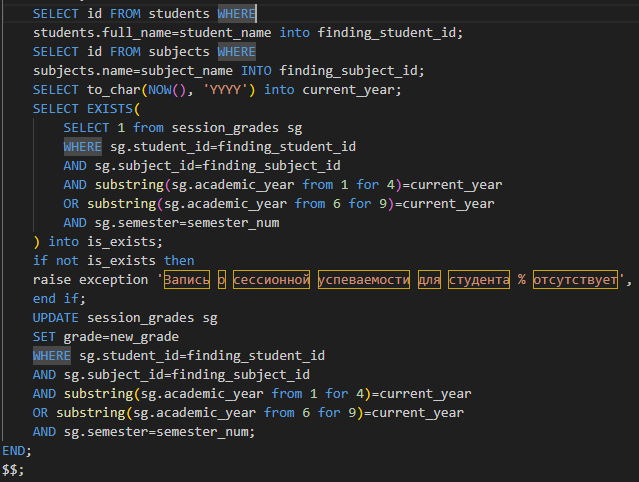 SELECT id FROM students WHERE
students.full_name=student_name into finding_student_id;
SELECT id FROM subjects WHERE
subjects.name=subject_name INTO finding_subject_id;
SELECT to_char(NOW(), 'YYYY') into current_year;
SELECT EXISTS(
SELECT 1 from session_grades sg
WHERE sg.student_id=finding_student_id
AND sg.subject_id=finding_subject_id
AND substring(sg.academic_year from 1 for 4)=current_year
OR substring(sg.academic_year from 6 for 9)=current_year
AND sg.semester=semester_num
) into is_exists;
if not is_exists then
raise exception 'Запись о сессионной успеваемости для студента % отсутствует',
end if;
UPDATE session_grades sg
SET grade=new_grade
WHERE sg.student_id=finding_student_id
AND sg.subject_id=finding_subject_id
AND substring(sg.academic_year from 1 for 4)=current_year
OR substring(sg.academic_year from 6 for 9)=current_year
AND sg.semester=semester_num;
END;
$$;